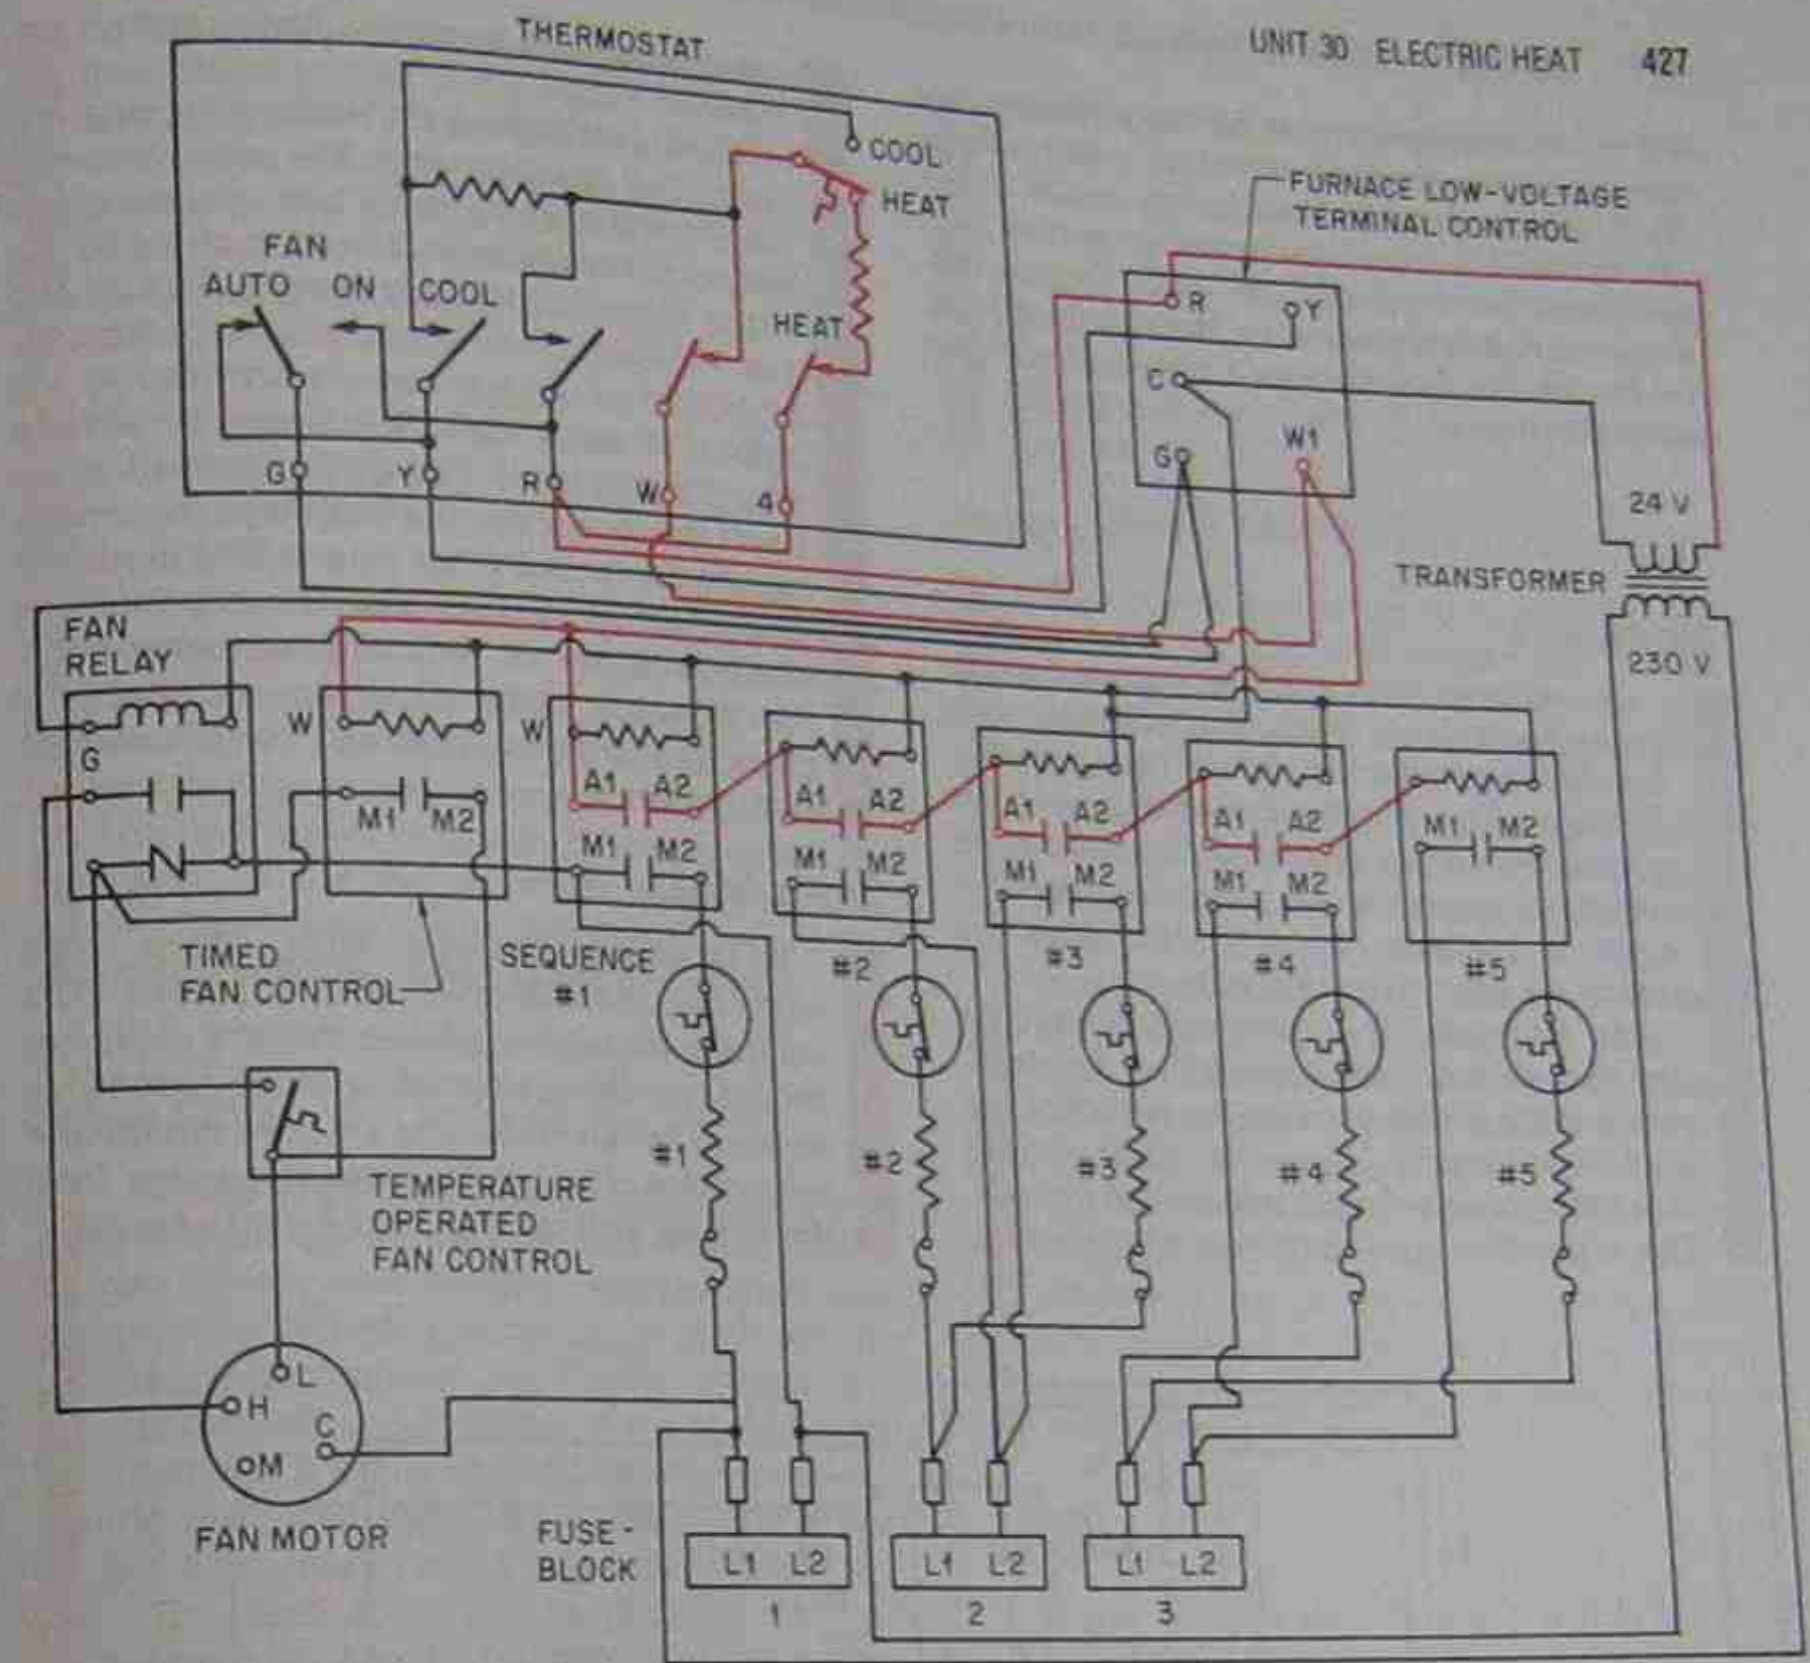 THERMOSTAT
UNIT 30 ELECTRIC HEAT 427
COOL
HEAT
FURNACE LOW-VOLTAGE
TERMINAL CONTROL
FAN
AUTO ON COOL
HEAT
R Y
C
G W1
G Y R W 4
24 V
TRANSFORMER
230 V
FAN
RELAY
W W
G
A1 A2 A1 A2 A1 A2 A1 A2
M1 M2 M1 M2 M1 M2 M1 M2 M1 M2 M1 M2
TIMED
FAN CONTROL
SEQUENCE
#1
#2 #3 #4 #5
#1 #2 #3 #4 #5
TEMPERATURE
OPERATED
FAN CONTROL
L
H
C
M
FAN MOTOR
FUSE-
BLOCK
L1 L2 L1 L2 L1 L2
1 2 3